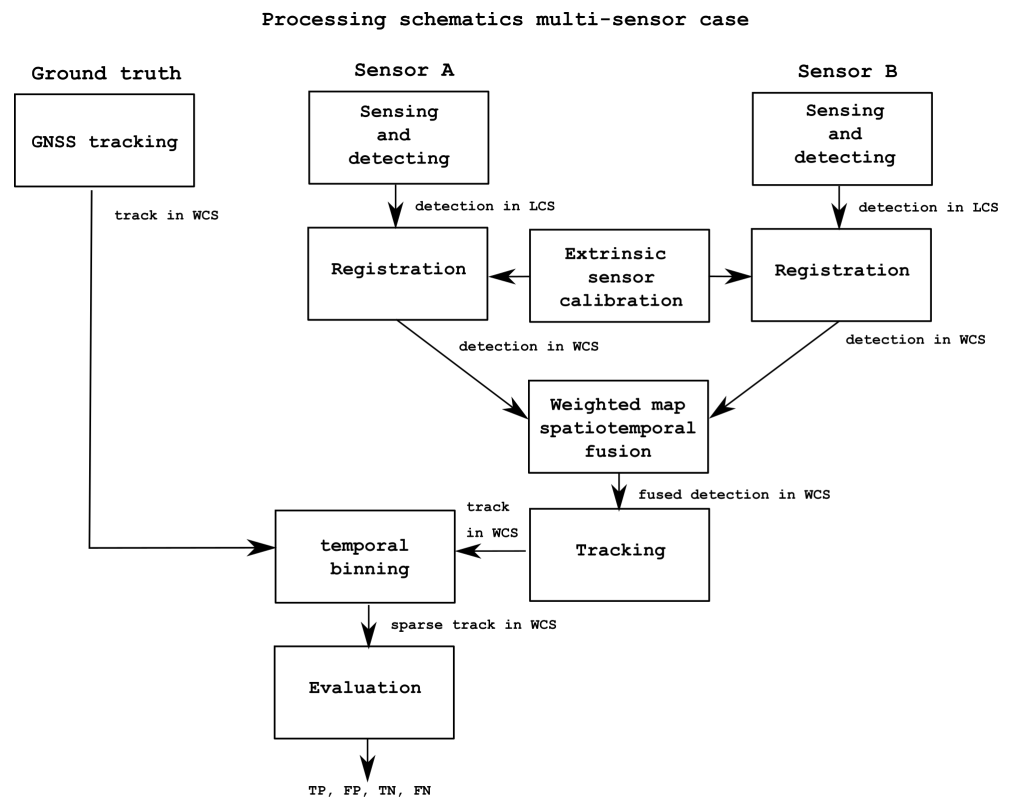 Processing schematics multi-sensor case
Ground truth
Sensor A
Sensor B
GNSS tracking
Sensing
and
detecting
Sensing
and
detecting
track in WCS
detection in LCS
detection in LCS
Registration
Extrinsic
sensor
calibration
Registration
detection in WCS
detection in WCS
Weighted map
spatiotemporal
fusion
fused detection in WCS
track
in WCS
temporal
binning
Tracking
sparse track in WCS
Evaluation
TP, FP, TN, FN